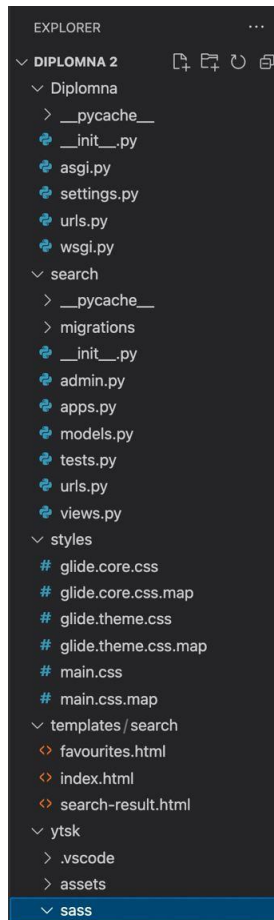 EXPLORER ...
DIPLOMNA 2
Diplomna
__pycache__
__init__.py
asgi.py
settings.py
urls.py
wsgi.py
search
__pycache__
migrations
__init__.py
admin.py
apps.py
models.py
tests.py
urls.py
views.py
styles
# glide.core.css
# glide.core.css.map
# glide.theme.css
# glide.theme.css.map
# main.css
# main.css.map
templates/search
<> favourites.html
<> index.html
<> search-result.html
ytsk
.vscode
assets
sass